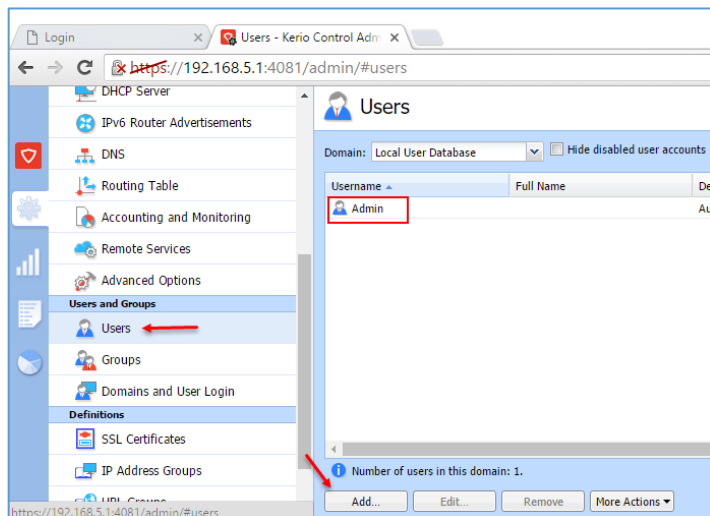 Login
Users - Kerio Control Adm
https://192.168.5.1:4081/admin/#users
DHCP Server
IPv6 Router Advertisements
DNS
Routing Table
Accounting and Monitoring
Remote Services
Advanced Options
Users and Groups
Users
Groups
Domains and User Login
Definitions
SSL Certificates
IP Address Groups
URL Groups
https://192.168.5.1:4081/admin/#users
Users
Domain: Local User Database Hide disabled user accounts
Username Full Name De
Admin Au
Number of users in this domain: 1.
Add... Edit... Remove More Actions